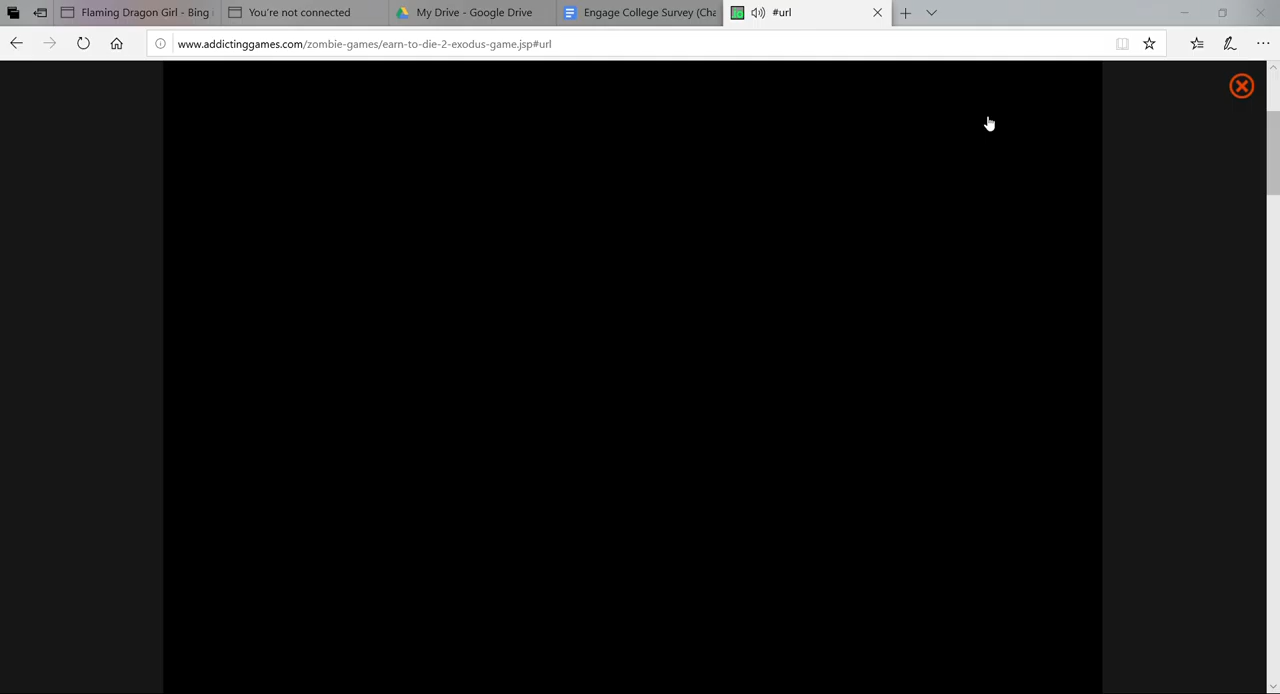 Flaming Dragon Girl - Bing
You're not connected
My Drive - Google Drive
Engage College Survey (Cha
#url
www.addictinggames.com/zombie-games/earn-to-die-2-exodus-game.jsp#url